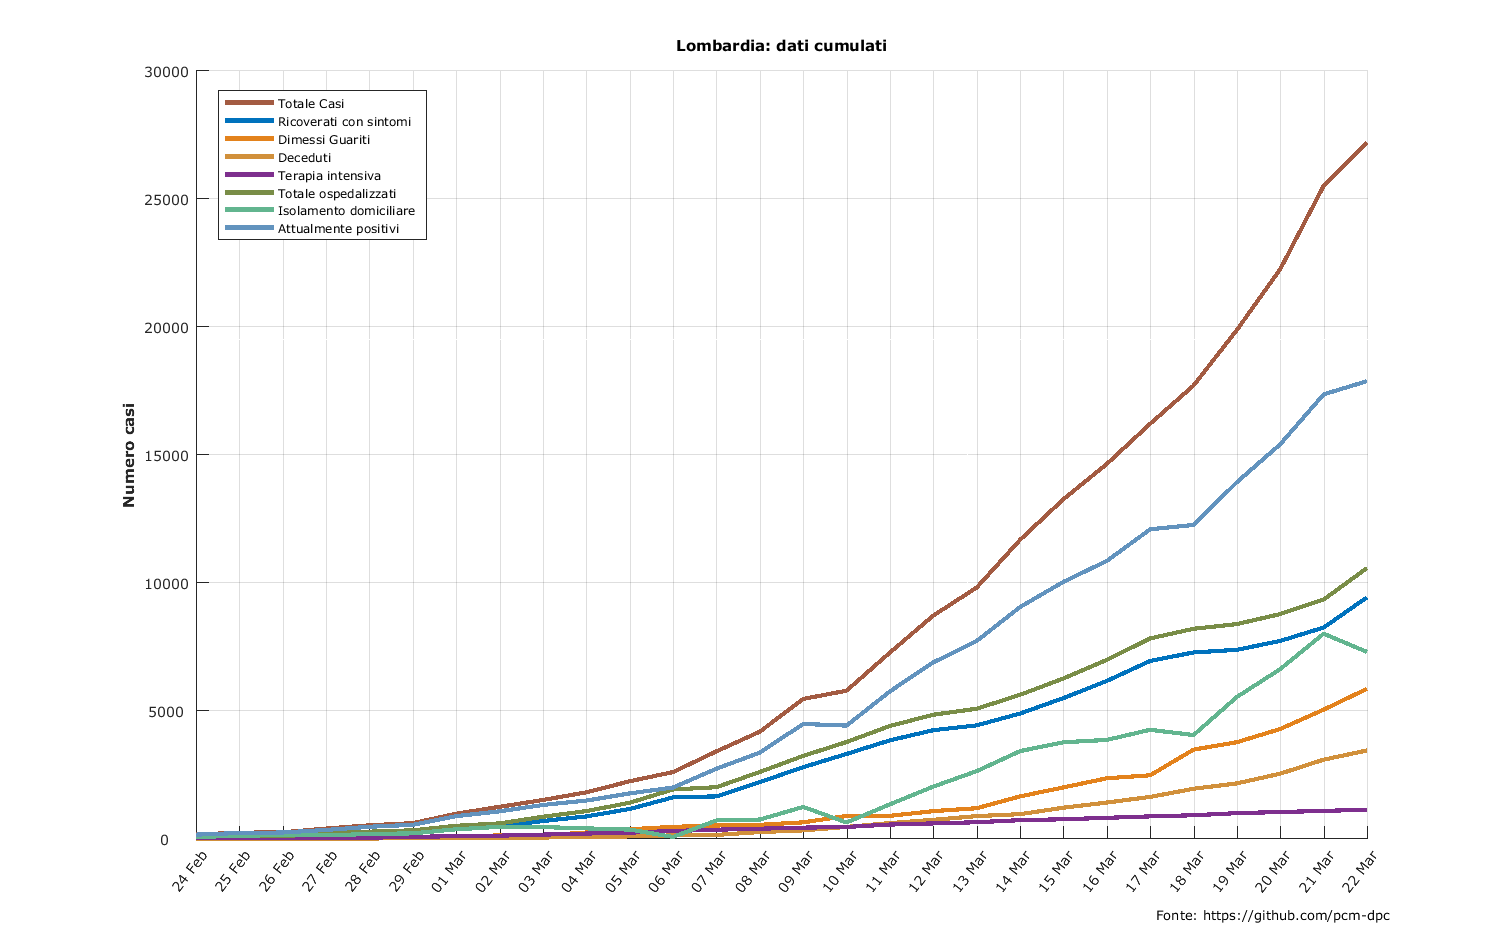 Lombardia: dati cumulati
30000
25000
20000
15000
10000
5000
0
Numero casi
Totale Casi
Ricoverati con sintomi
Dimessi Guariti
Deceduti
Terapia intensiva
Totale ospedalizzati
Isolamento domiciliare
Attualmente positivi
24 Feb
25 Feb
26 Feb
27 Feb
28 Feb
29 Feb
01 Mar
02 Mar
03 Mar
04 Mar
05 Mar
06 Mar
07 Mar
08 Mar
09 Mar
10 Mar
11 Mar
12 Mar
13 Mar
14 Mar
15 Mar
16 Mar
17 Mar
18 Mar
19 Mar
20 Mar
21 Mar
22 Mar
Fonte: https://github.com/pcm-dpc